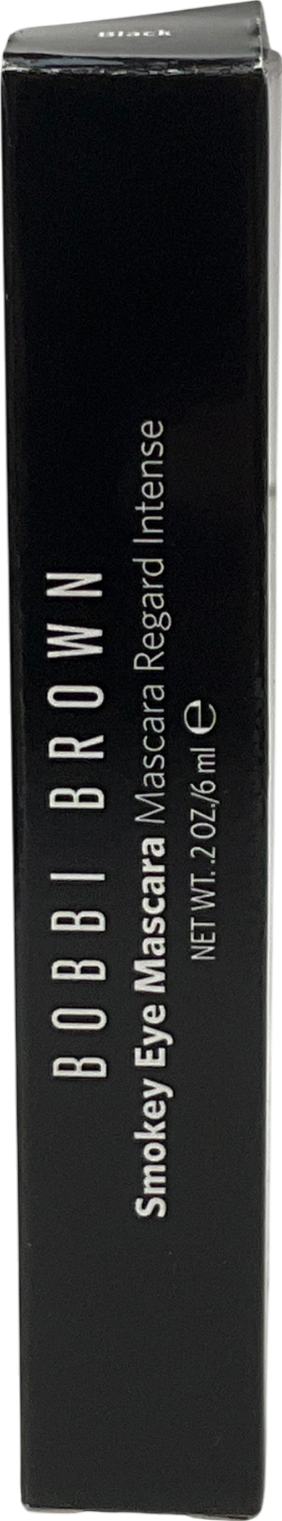 Black
BOBBI BROWN
Smokey Eye Mascara Mascara Regard Intense
NET WT. .2 OZ./6 ml ℮